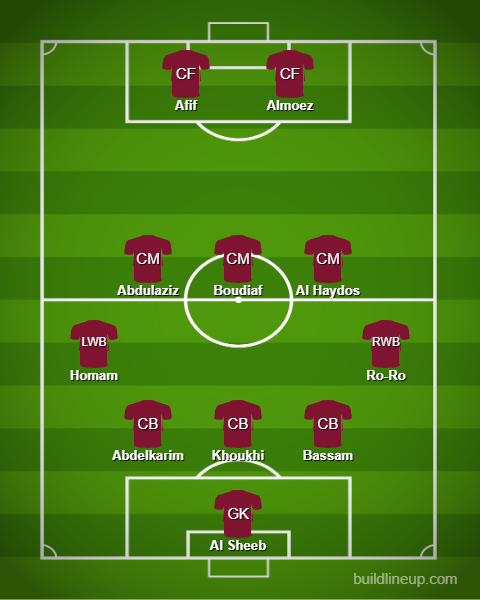 CF
CF
Afif
Almoez
CM
CM
CM
Abdulaziz
Boudiaf
Al Haydos
LWB
RWB
Homam
Ro-Ro
CB
CB
CB
Abdelkarim
Khoukhi
Bassam
GK
Al Sheeb
buildlineup.com